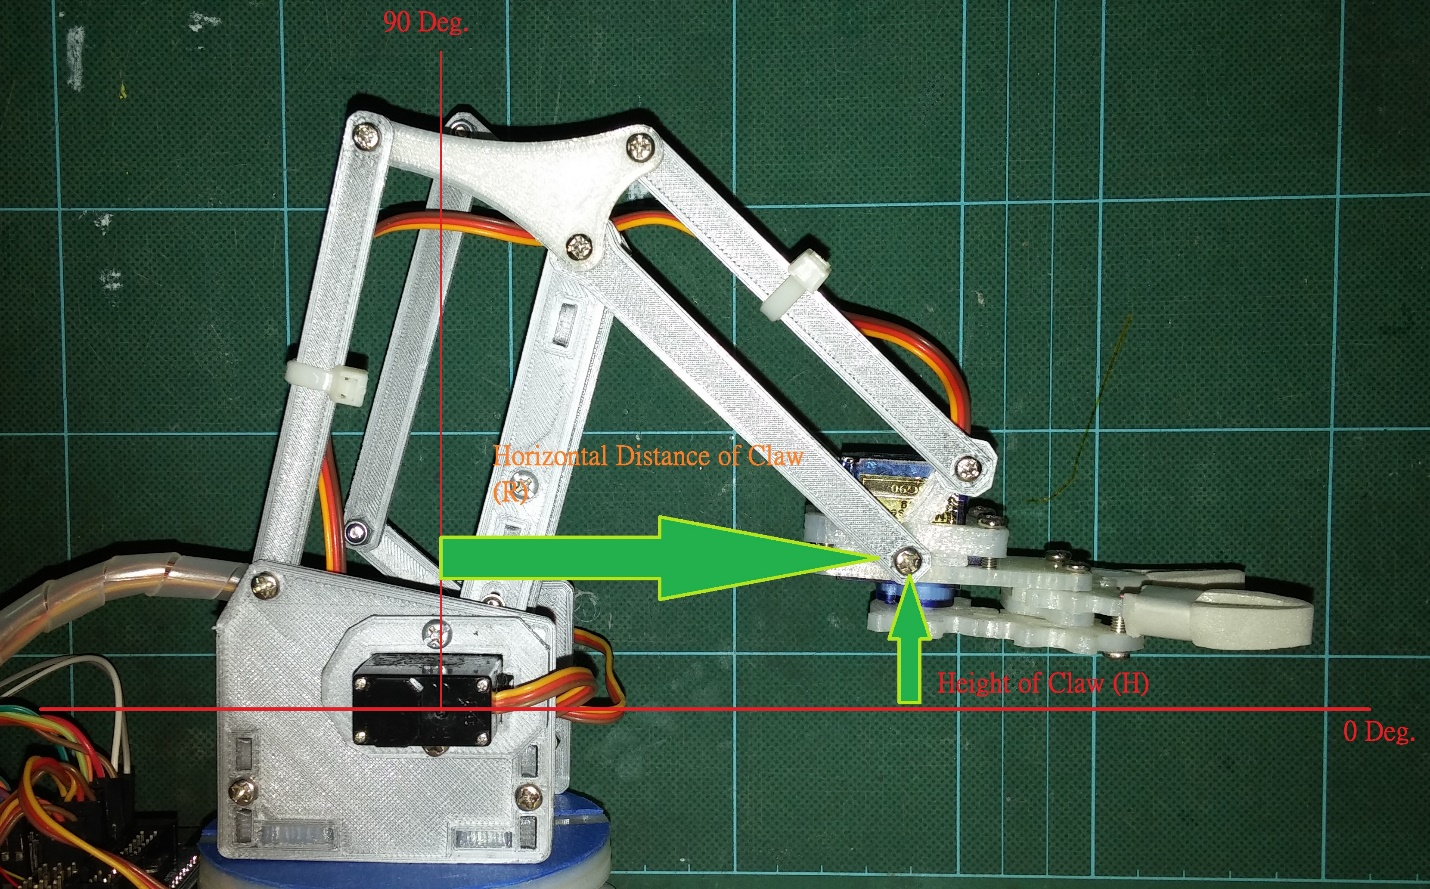 90 Deg.
Horizontal Distance of Claw
(R)
Height of Claw (H)
0 Deg.